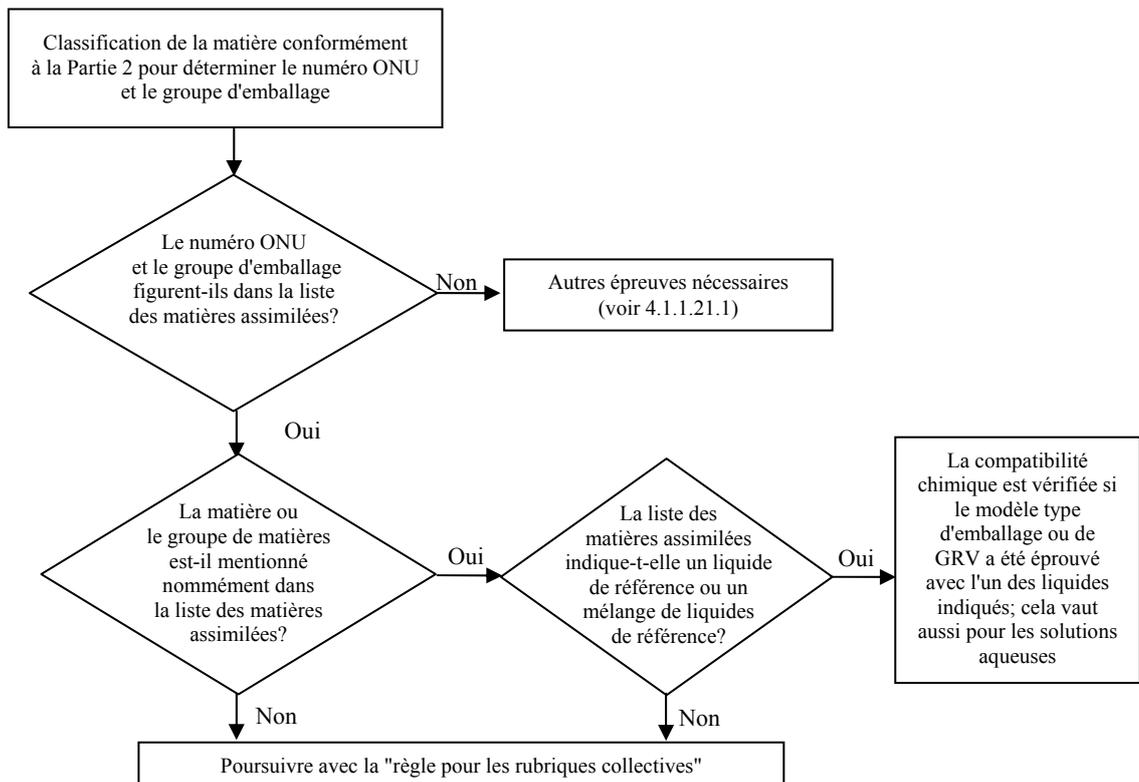 Classification de la matière conformément
à la Partie 2 pour déterminer le numéro ONU
et le groupe d'emballage
Le numéro ONU
et le groupe d'emballage
figurent-ils dans la liste
des matières assimilées?
Non
Autres épreuves nécessaires
(voir 4.1.1.21.1)
Oui
La matière ou
le groupe de matières
est-il mentionné
nommément dans
la liste des matières
assimilées?
Oui
La liste des
matières assimilées
indique-t-elle un liquide
de référence ou un
mélange de liquides
de référence?
Oui
La compatibilité
chimique est vérifiée si
le modèle type
d'emballage ou de
GRV a été éprouvé
avec l'un des liquides
indiqués; cela vaut
aussi pour les solutions
aqueuses
Non
Non
Poursuivre avec la "règle pour les rubriques collectives"